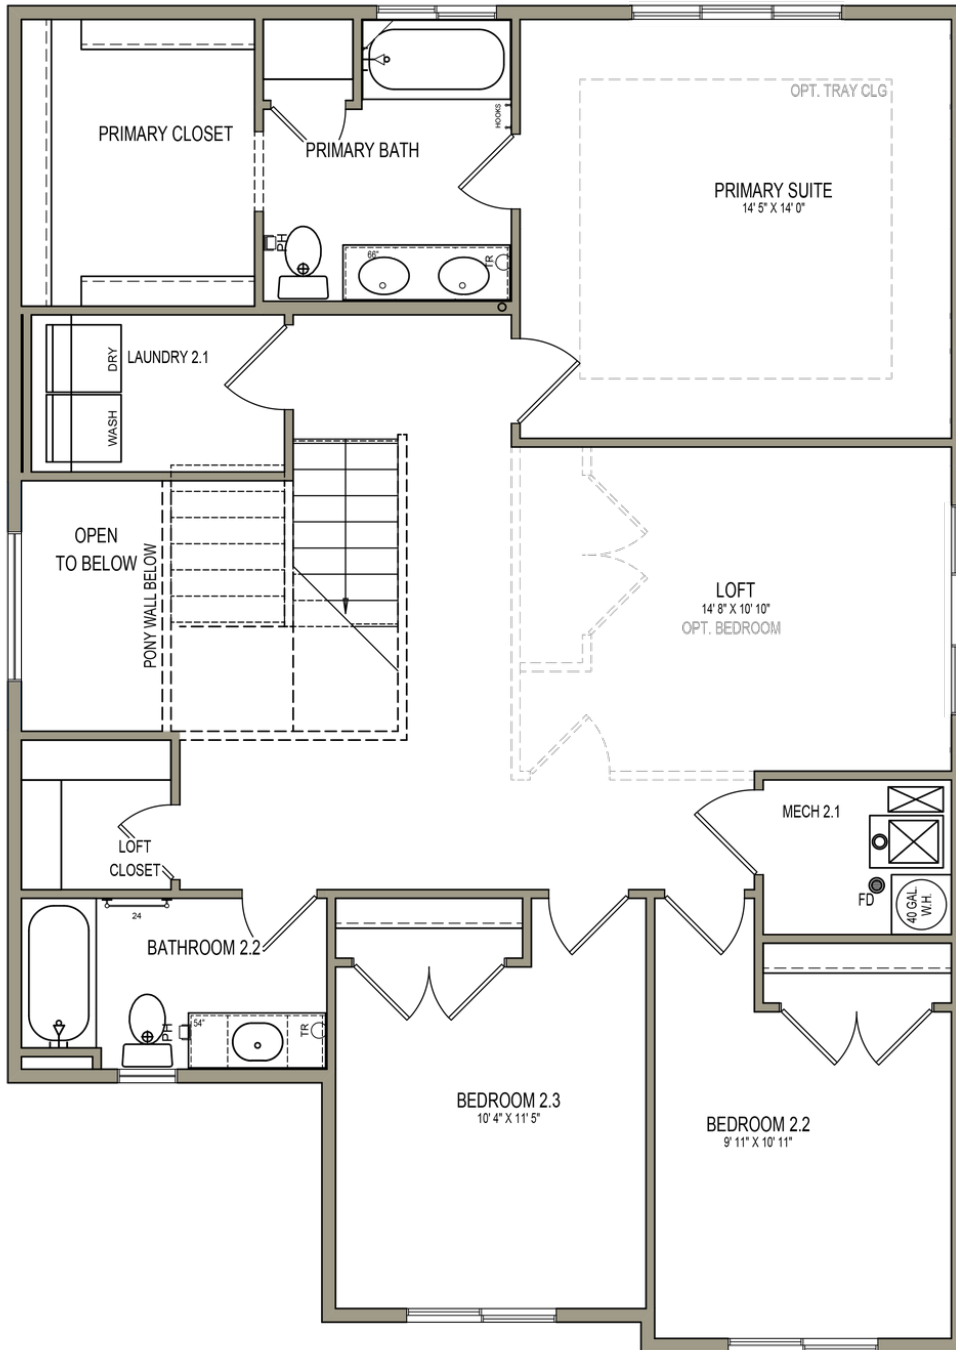 OPT. TRAY CLG
HOOKS
PRIMARY CLOSET
PRIMARY BATH
PRIMARY SUITE
14' 5" X 14' 0"
PH
66"
TR
DRY
LAUNDRY 2.1
WASH
OPEN
TO BELOW
PONY WALL BELOW
LOFT
14' 8" X 10' 10"
OPT. BEDROOM
MECH 2.1
LOFT
CLOSET
FD
40 GAL.
W.H.
24
BATHROOM 2.2
PH
54"
TR
BEDROOM 2.3
10' 4" X 11' 5"
BEDROOM 2.2
9' 11" X 10' 11"